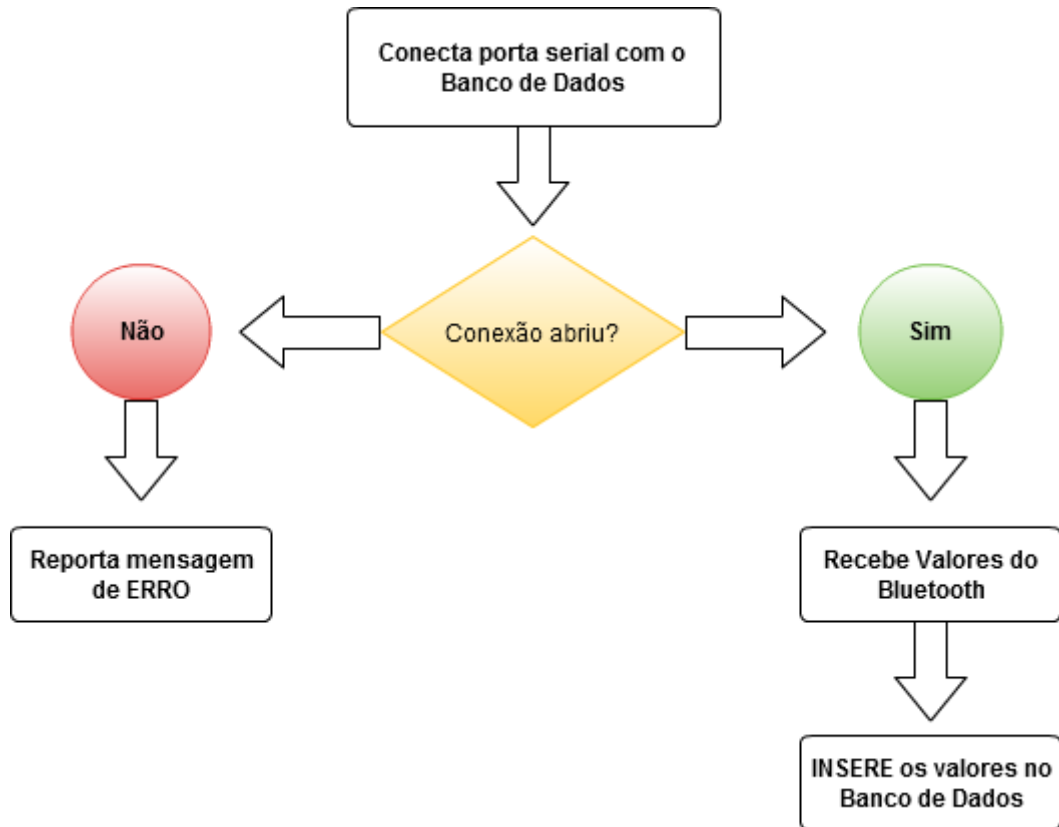 Conecta porta serial com o
Banco de Dados
Não
Conexão abriu?
Sim
Reporta mensagem
de ERRO
Recebe Valores do
Bluetooth
INSERE os valores no
Banco de Dados